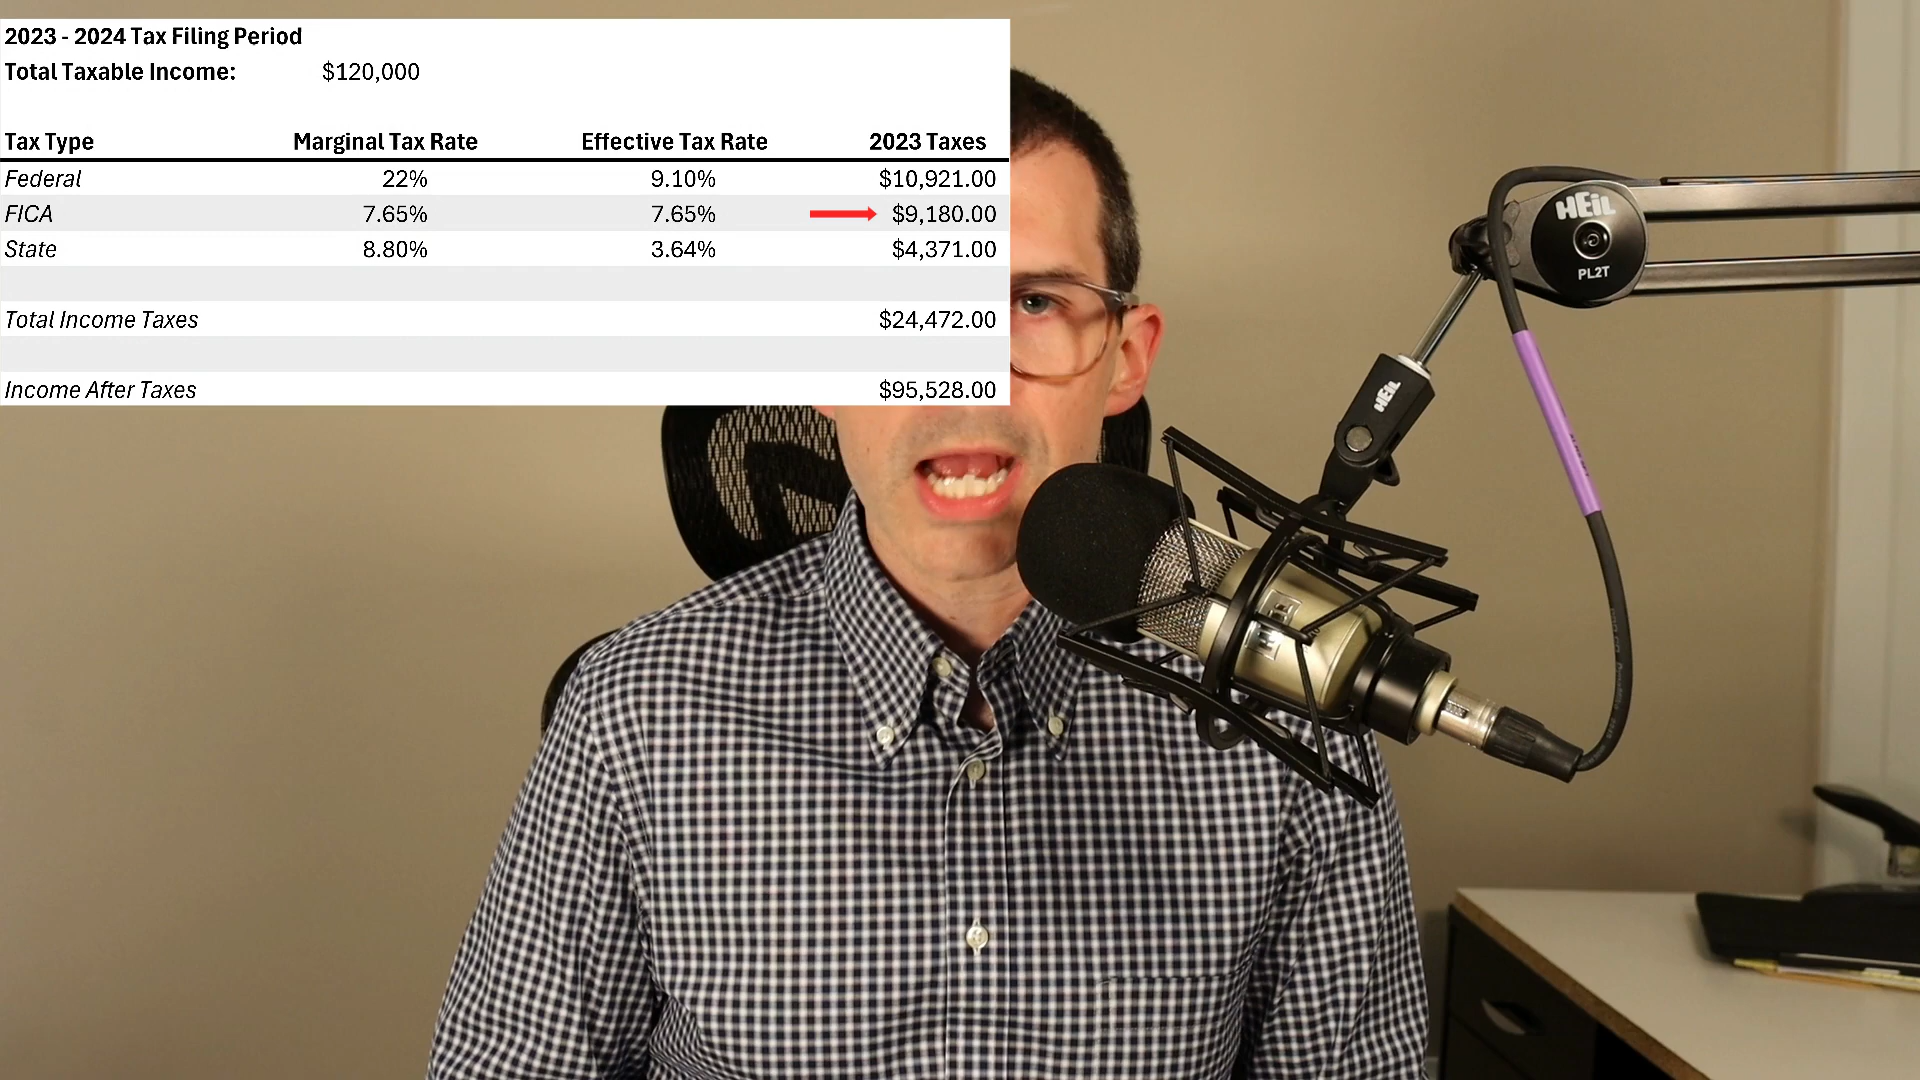 2023 - 2024 Tax Filing Period
Total Taxable Income: $120,000
Tax Type Marginal Tax Rate Effective Tax Rate 2023 Taxes
Federal 22% 9.10% $10,921.00
FICA 7.65% 7.65% $9,180.00
State 8.80% 3.64% $4,371.00
Total Income Taxes $24,472.00
Income After Taxes $95,528.00
HEiL
PL2T
HEiL